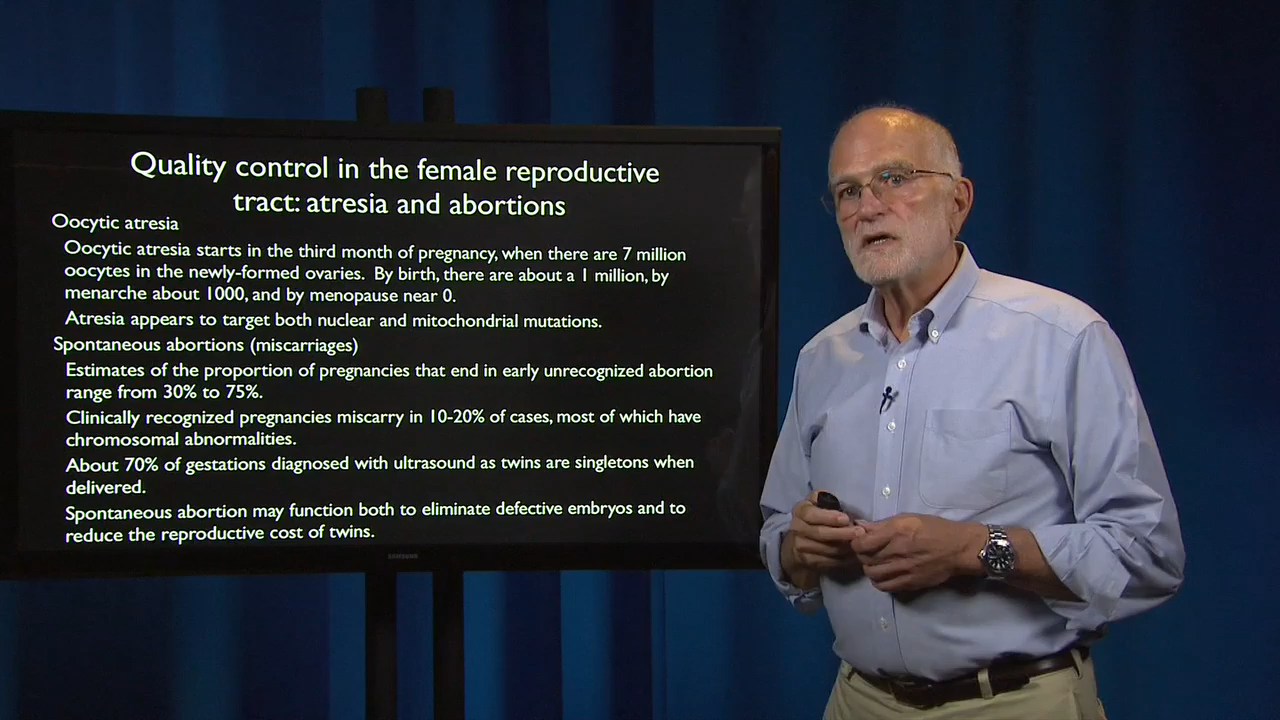 Quality control in the female reproductive
tract: atresia and abortions
Oocytic atresia
Oocytic atresia starts in the third month of pregnancy, when there are 7 million
oocytes in the newly-formed ovaries. By birth, there are about a 1 million, by
menarche about 1000, and by menopause near 0.
Atresia appears to target both nuclear and mitochondrial mutations.
Spontaneous abortions (miscarriages)
Estimates of the proportion of pregnancies that end in early unrecognized abortion
range from 30% to 75%.
Clinically recognized pregnancies miscarry in 10-20% of cases, most of which have
chromosomal abnormalities.
About 70% of gestations diagnosed with ultrasound as twins are singletons when
delivered.
Spontaneous abortion may function both to eliminate defective embryos and to
reduce the reproductive cost of twins.
SAMSUNG